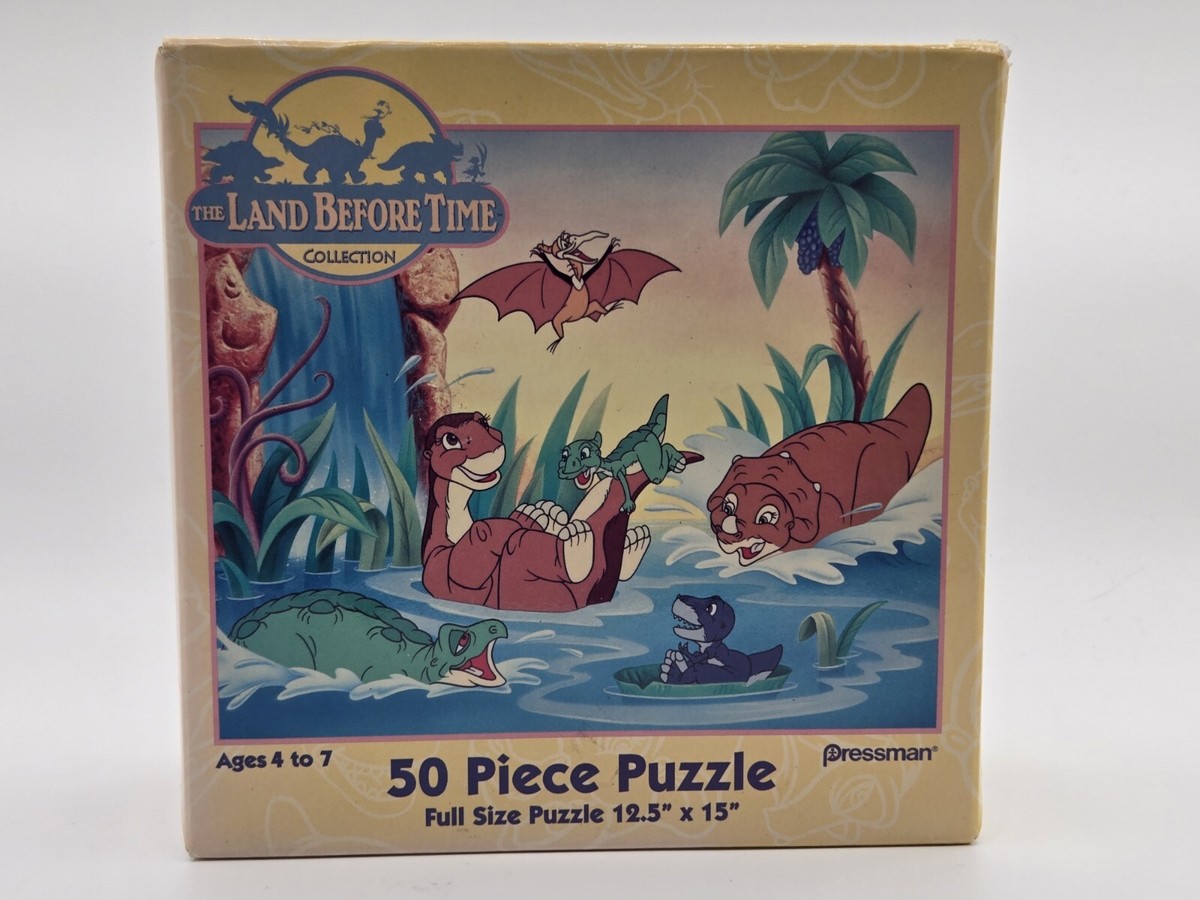 THE LAND BEFORE TIME
COLLECTION
Ages 4 to 7
50 Piece Puzzle
Full Size Puzzle 12.5” x 15”
Pressman®